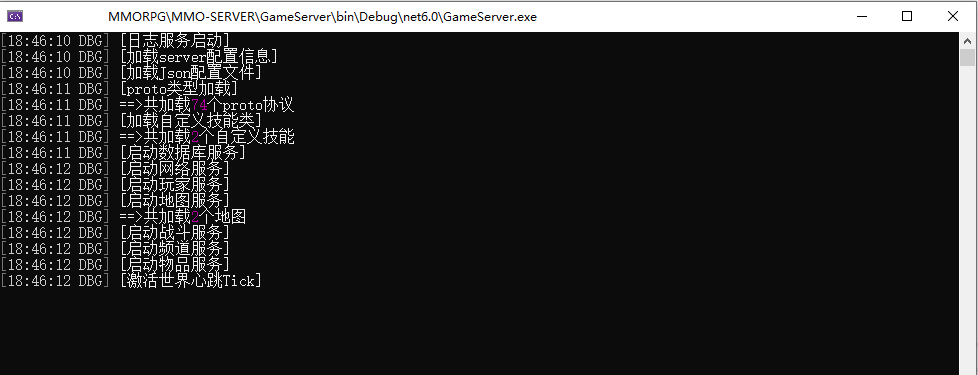 MMORPG\MMO-SERVER\GameServer\bin\Debug\net6.0\GameServer.exe
[18:46:10 DBG] [日志服务启动]
[18:46:10 DBG] [加载server配置信息]
[18:46:10 DBG] [加载Json配置文件]
[18:46:11 DBG] [proto类型加载]
[18:46:11 DBG] ==>共加载74个proto协议
[18:46:11 DBG] [加载自定义技能类]
[18:46:11 DBG] ==>共加载2个自定义技能
[18:46:11 DBG] [启动数据库服务]
[18:46:12 DBG] [启动网络服务]
[18:46:12 DBG] [启动玩家服务]
[18:46:12 DBG] [启动地图服务]
[18:46:12 DBG] ==>共加载2个地图
[18:46:12 DBG] [启动战斗服务]
[18:46:12 DBG] [启动频道服务]
[18:46:12 DBG] [启动物品服务]
[18:46:12 DBG] [激活世界心跳Tick]